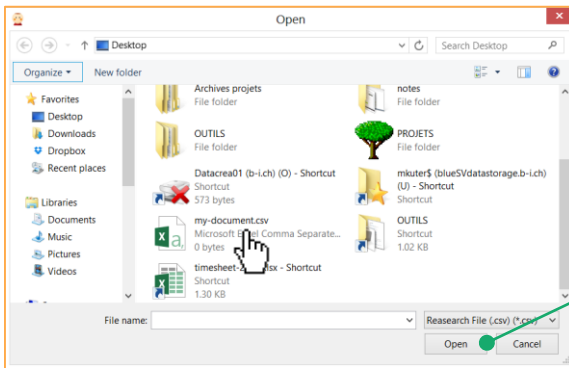 Open
Desktop
Search Desktop
Organize
New folder
Favorites
Desktop
Downloads
Dropbox
Recent places
Libraries
Documents
Music
Pictures
Videos
Archives projets
File folder
notes
File folder
OUTILS
File folder
PROJETS
File folder
Datacrea01 (b-i.ch) (O) - Shortcut
Shortcut
573 bytes
mkuter$ (blueSVdatastorage.b-i.ch)
(U) - Shortcut
Shortcut
my-document.csv
Microsoft Excel Comma Separate...
0 bytes
OUTILS
Shortcut
1.02 KB
- Shortcut
Shortcut
1.30 KB
File name:
Reasearch File (.csv) (*.csv)
Open
Cancel